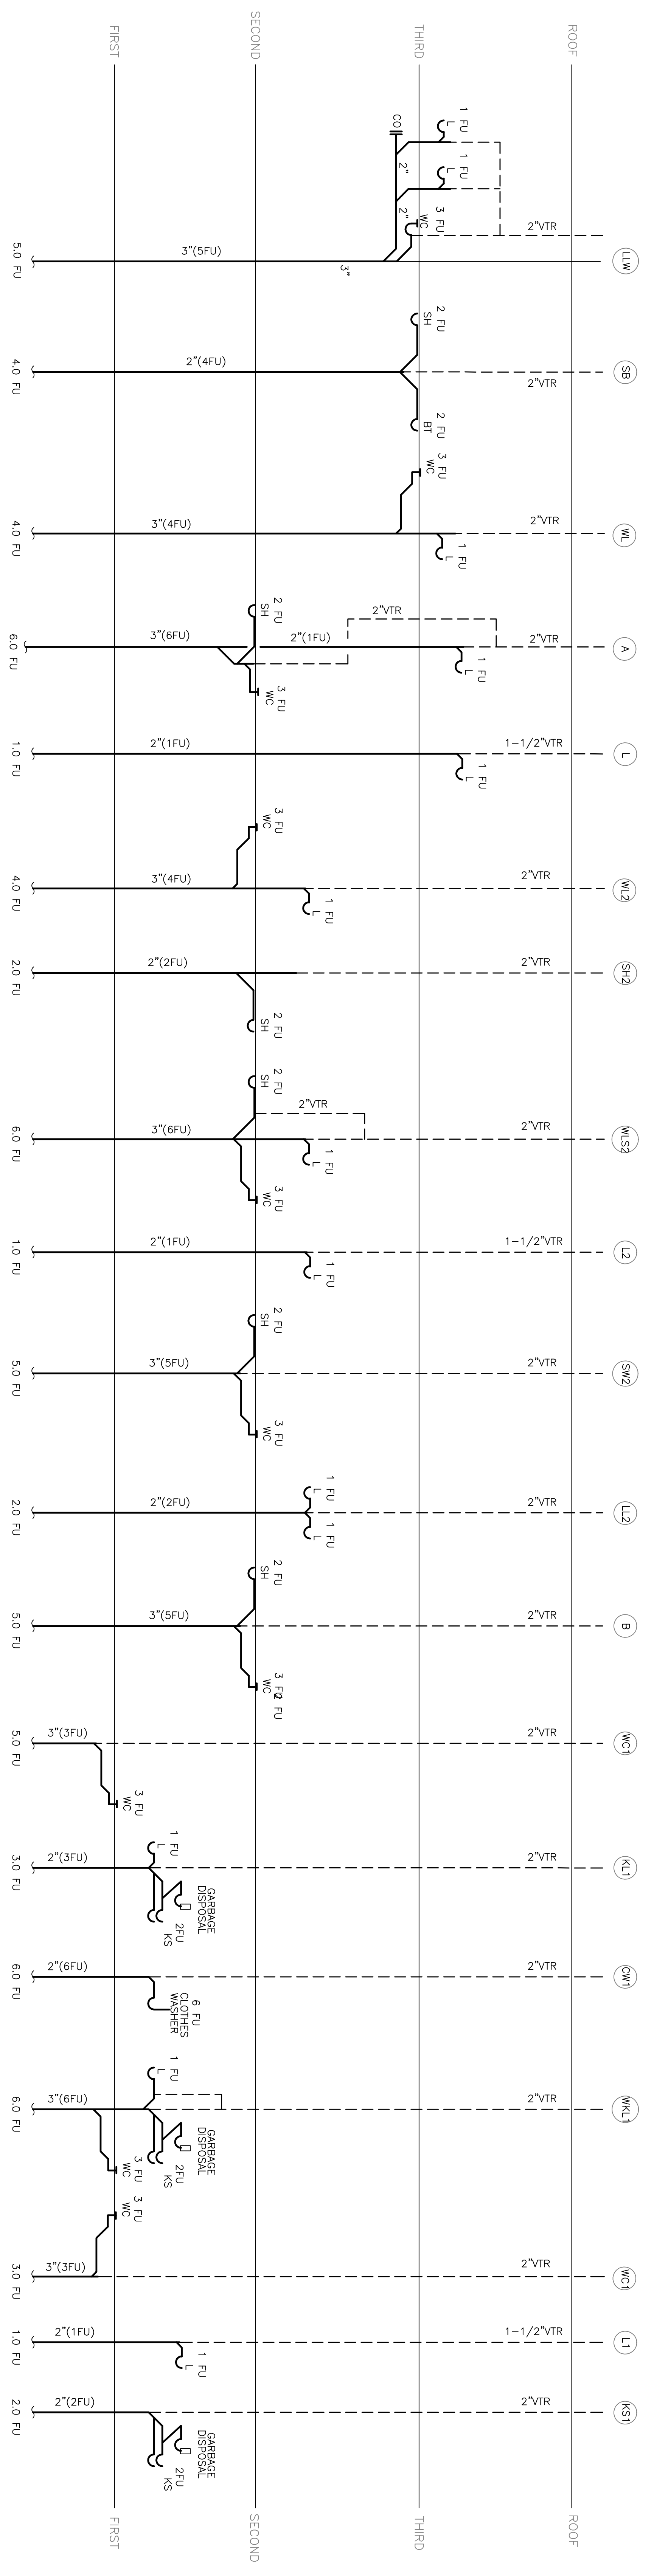 FIRST
SECOND
THIRD
ROOF
1 FU
L
CO
2"
1 FU
L
2"
3 FU
WC
2"VTR
3"(5FU)
3"
5.0 FU
LLW
2 FU
SH
2"(4FU)
2"VTR
4.0 FU
SB
2 FU
BT
3 FU
WC
3"(4FU)
2"VTR
4.0 FU
WL
1 FU
L
2 FU
SH
2"VTR
3"(6FU)
2"(1FU)
2"VTR
6.0 FU
A
1 FU
L
3 FU
WC
2"(1FU)
1-1/2"VTR
1.0 FU
L
1 FU
L
3 FU
WC
3"(4FU)
2"VTR
4.0 FU
WL2
1 FU
L
2"(2FU)
2"VTR
2.0 FU
SH2
2 FU
SH
2 FU
SH
2"VTR
3"(6FU)
2"VTR
6.0 FU
WLS2
1 FU
L
3 FU
WC
2"(1FU)
1-1/2"VTR
1.0 FU
L2
1 FU
L
2 FU
SH
3"(5FU)
2"VTR
5.0 FU
SW2
3 FU
WC
1 FU
L
2"(2FU)
2"VTR
2.0 FU
LL2
1 FU
L
2 FU
SH
3"(5FU)
2"VTR
5.0 FU
B
3 FU
WC
2 FU
3"(3FU)
2"VTR
5.0 FU
WC1
3 FU
WC
1 FU
L
2"(3FU)
2"VTR
3.0 FU
KL1
GARBAGE
DISPOSAL
2FU
KS
2"(6FU)
2"VTR
6.0 FU
CW1
6 FU
CLOTHES
WASHER
1 FU
L
3"(6FU)
2"VTR
6.0 FU
WKL1
GARBAGE
DISPOSAL
2FU
KS
3 FU
WC
3 FU
WC
3"(3FU)
2"VTR
3.0 FU
WC1
2"(1FU)
1-1/2"VTR
1.0 FU
L1
1 FU
L
2"(2FU)
2"VTR
2.0 FU
KS1
GARBAGE
DISPOSAL
2FU
KS
FIRST
SECOND
THIRD
ROOF